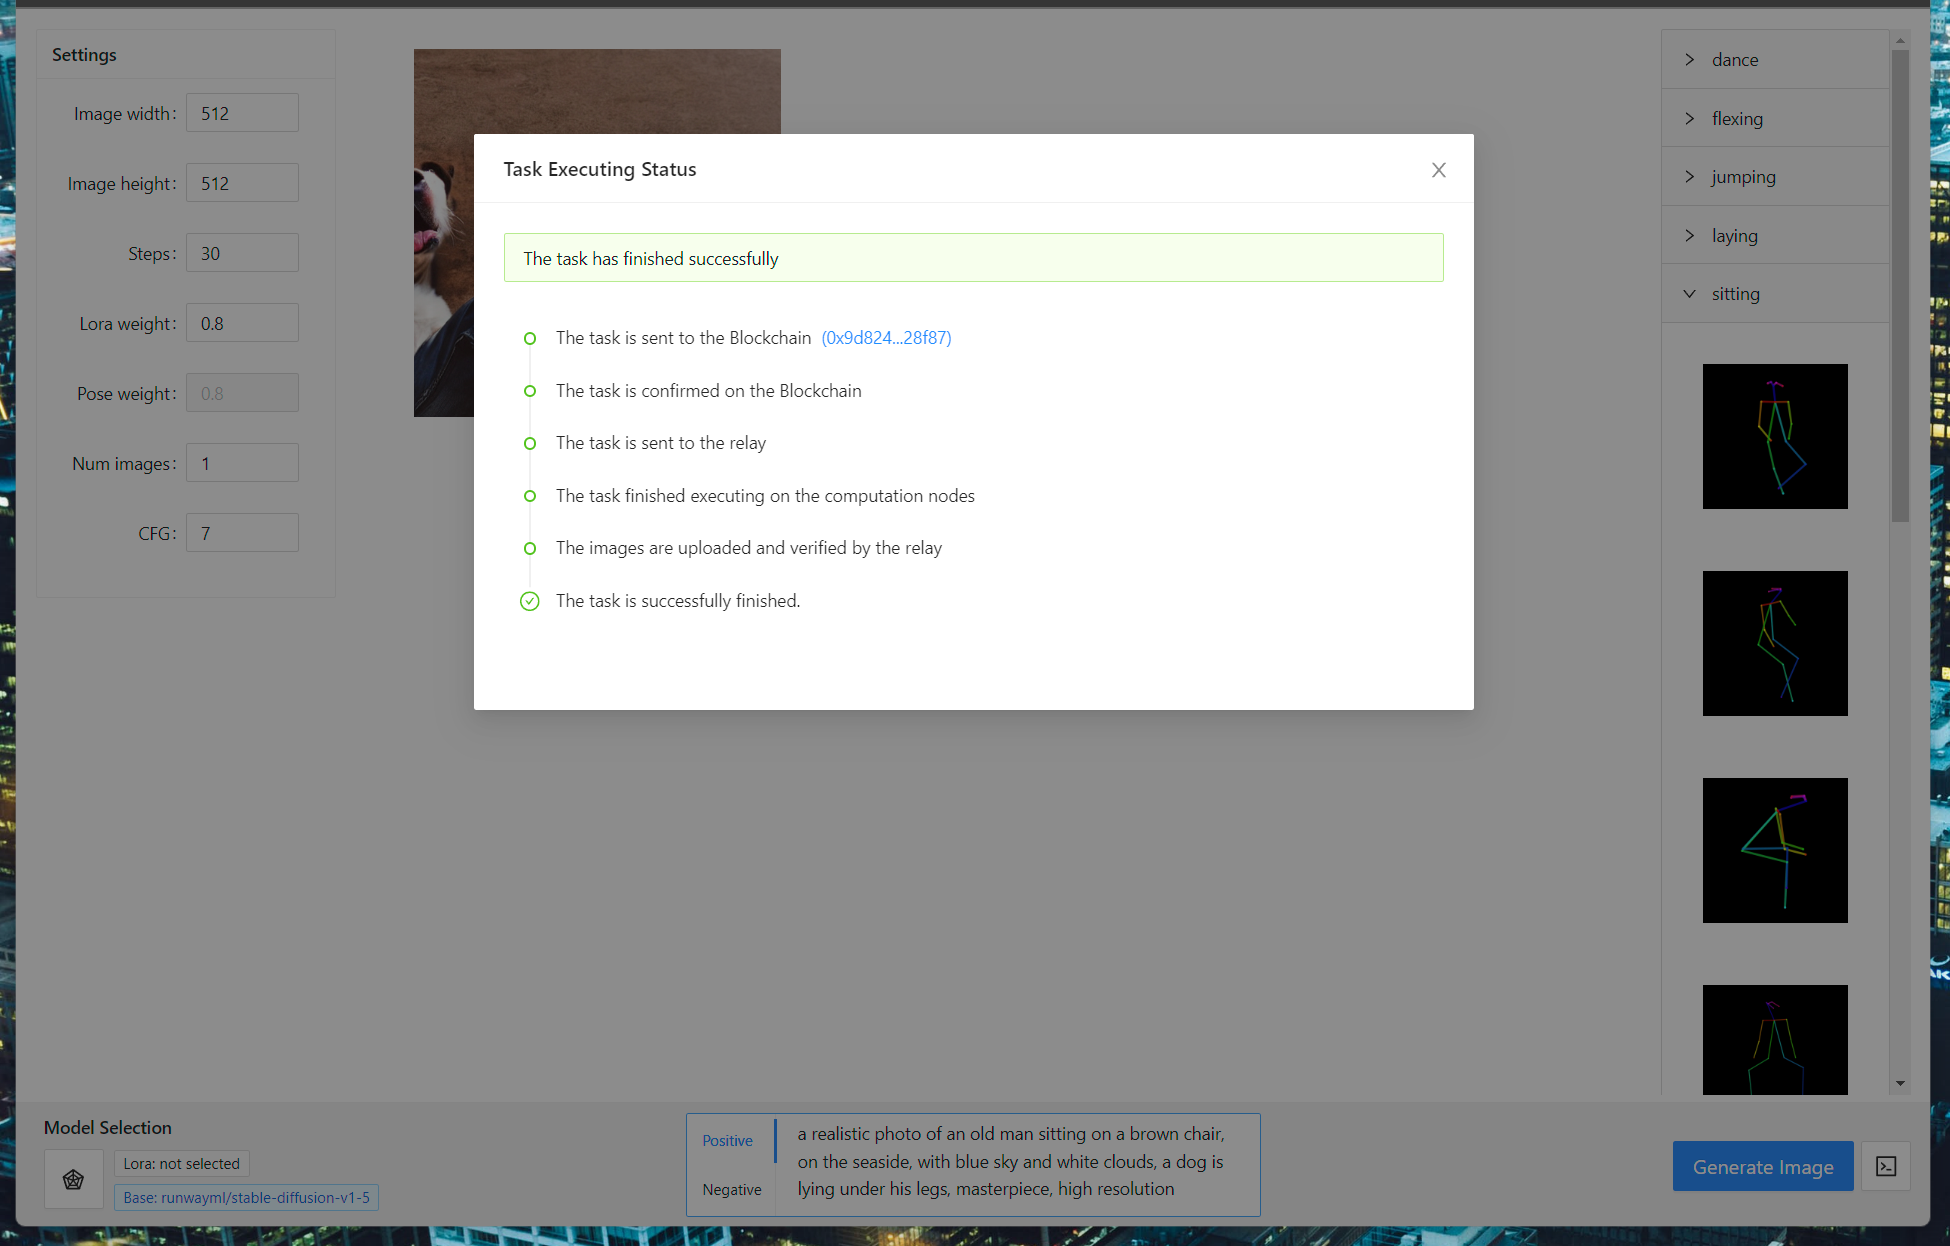 Settings
Image width:
512
Image height:
512
Steps:
30
Lora weight:
0.8
Pose weight:
0.8
Num images:
1
CFG:
7
Task Executing Status
The task has finished successfully
The task is sent to the Blockchain (0x9d824...28f87)
The task is confirmed on the Blockchain
The task is sent to the relay
The task finished executing on the computation nodes
The images are uploaded and verified by the relay
The task is successfully finished.
dance
flexing
jumping
laying
sitting
Model Selection
Lora: not selected
Base: runwayml/stable-diffusion-v1-5
Positive
Negative
a realistic photo of an old man sitting on a brown chair,
on the seaside, with blue sky and white clouds, a dog is
lying under his legs, masterpiece, high resolution
Generate Image